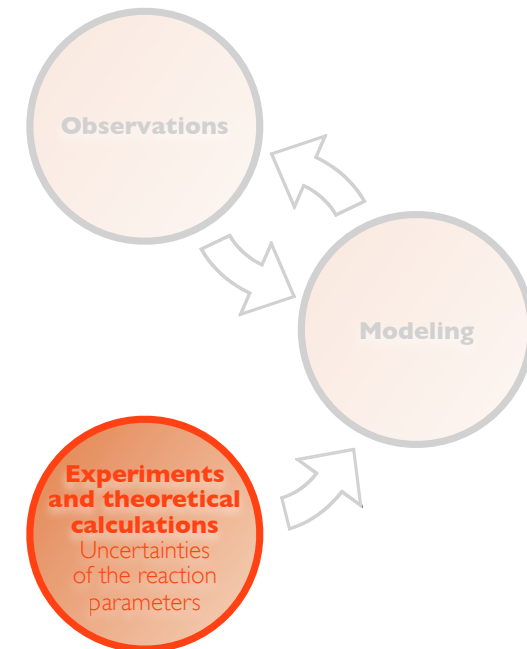 Observations
Modeling
Experiments
and theoretical
calculations
Uncertainties
of the reaction
parameters